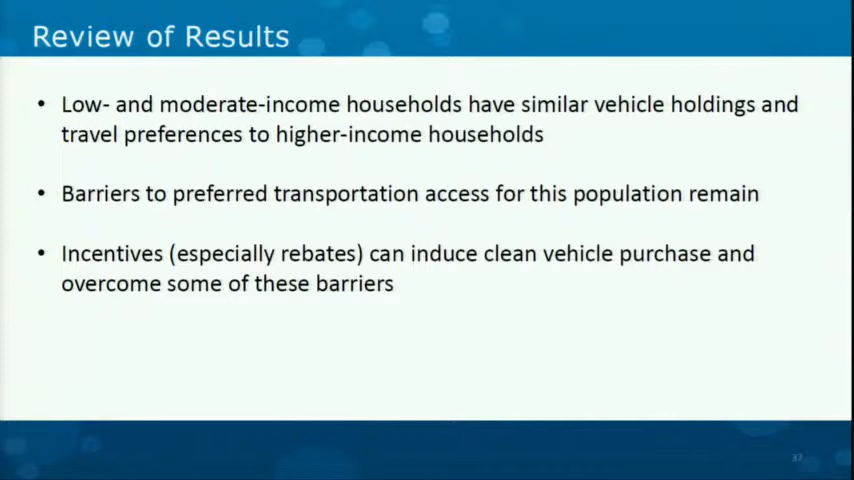 Review of Results
• Low- and moderate-income households have similar vehicle holdings and
travel preferences to higher-income households
• Barriers to preferred transportation access for this population remain
• Incentives (especially rebates) can induce clean vehicle purchase and
overcome some of these barriers
37